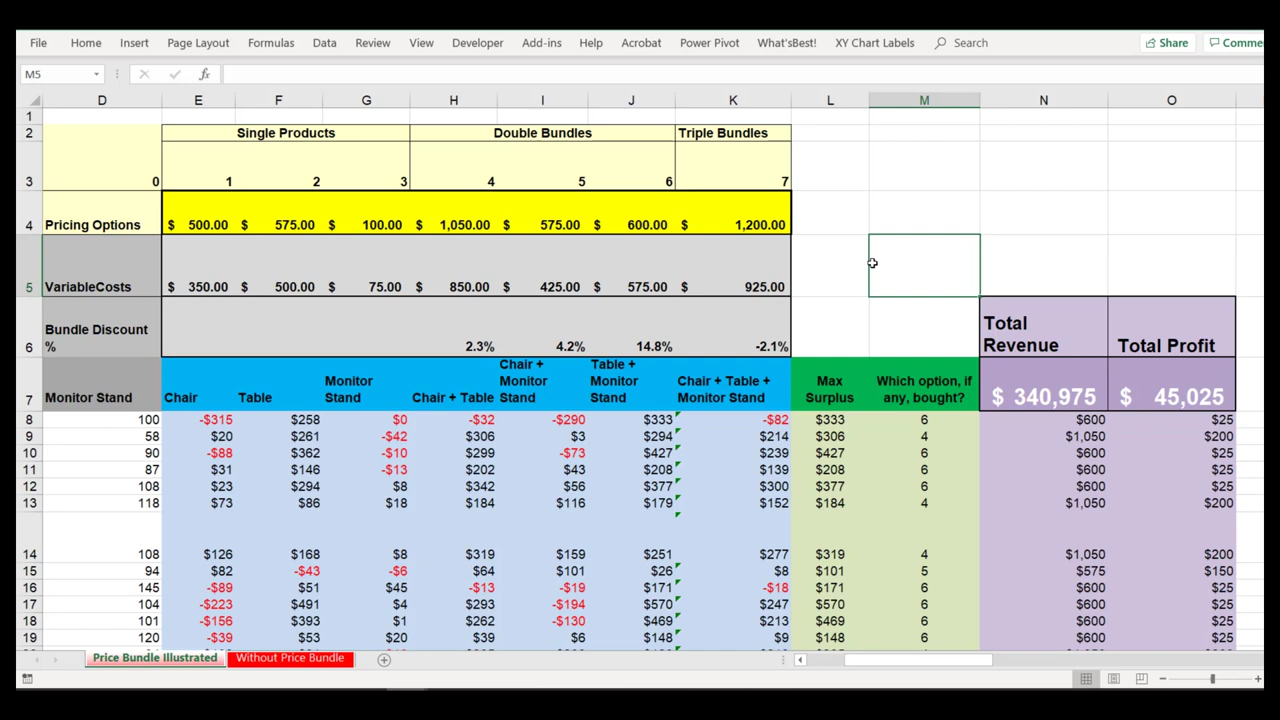 File Home Insert Page Layout Formulas Data Review View Developer Add-ins Help Acrobat Power Pivot What'sBest! XY Chart Labels Search Share Comme
M5 fx
D E F G H I J K L M N O
1
2 Single Products Double Bundles Triple Bundles
3 0 1 2 3 4 5 6 7
4 Pricing Options $ 500.00 $ 575.00 $ 100.00 $ 1,050.00 $ 575.00 $ 600.00 $ 1,200.00
5 VariableCosts $ 350.00 $ 500.00 $ 75.00 $ 850.00 $ 425.00 $ 575.00 $ 925.00
Bundle Discount Total
6 % 2.3% 4.2% 14.8% -2.1% Revenue Total Profit
Chair + Table +
Monitor Monitor Monitor Chair + Table + Max Which option, if
7 Monitor Stand Chair Table Stand Chair + Table Stand Stand Monitor Stand Surplus any, bought? $ 340,975 $ 45,025
8 100 -$315 $258 $0 -$32 -$290 $333 -$82 $333 6 $600 $25
9 58 $20 $261 -$42 $306 $3 $294 $214 $306 4 $1,050 $200
10 90 -$88 $362 -$10 $299 -$73 $427 $239 $427 6 $600 $25
11 87 $31 $146 -$13 $202 $43 $208 $139 $208 6 $600 $25
12 108 $23 $294 $8 $342 $56 $377 $300 $377 6 $600 $25
13 118 $73 $86 $18 $184 $116 $179 $152 $184 4 $1,050 $200
14 108 $126 $168 $8 $319 $159 $251 $277 $319 4 $1,050 $200
15 94 $82 -$43 -$6 $64 $101 $26 $8 $101 5 $575 $150
16 145 -$89 $51 $45 -$13 -$19 $171 -$18 $171 6 $600 $25
17 104 -$223 $491 $4 $293 -$194 $570 $247 $570 6 $600 $25
18 101 -$156 $393 $1 $262 -$130 $469 $213 $469 6 $600 $25
19 120 -$39 $53 $20 $39 $6 $148 $9 $148 6 $600 $25
Price Bundle Illustrated Without Price Bundle